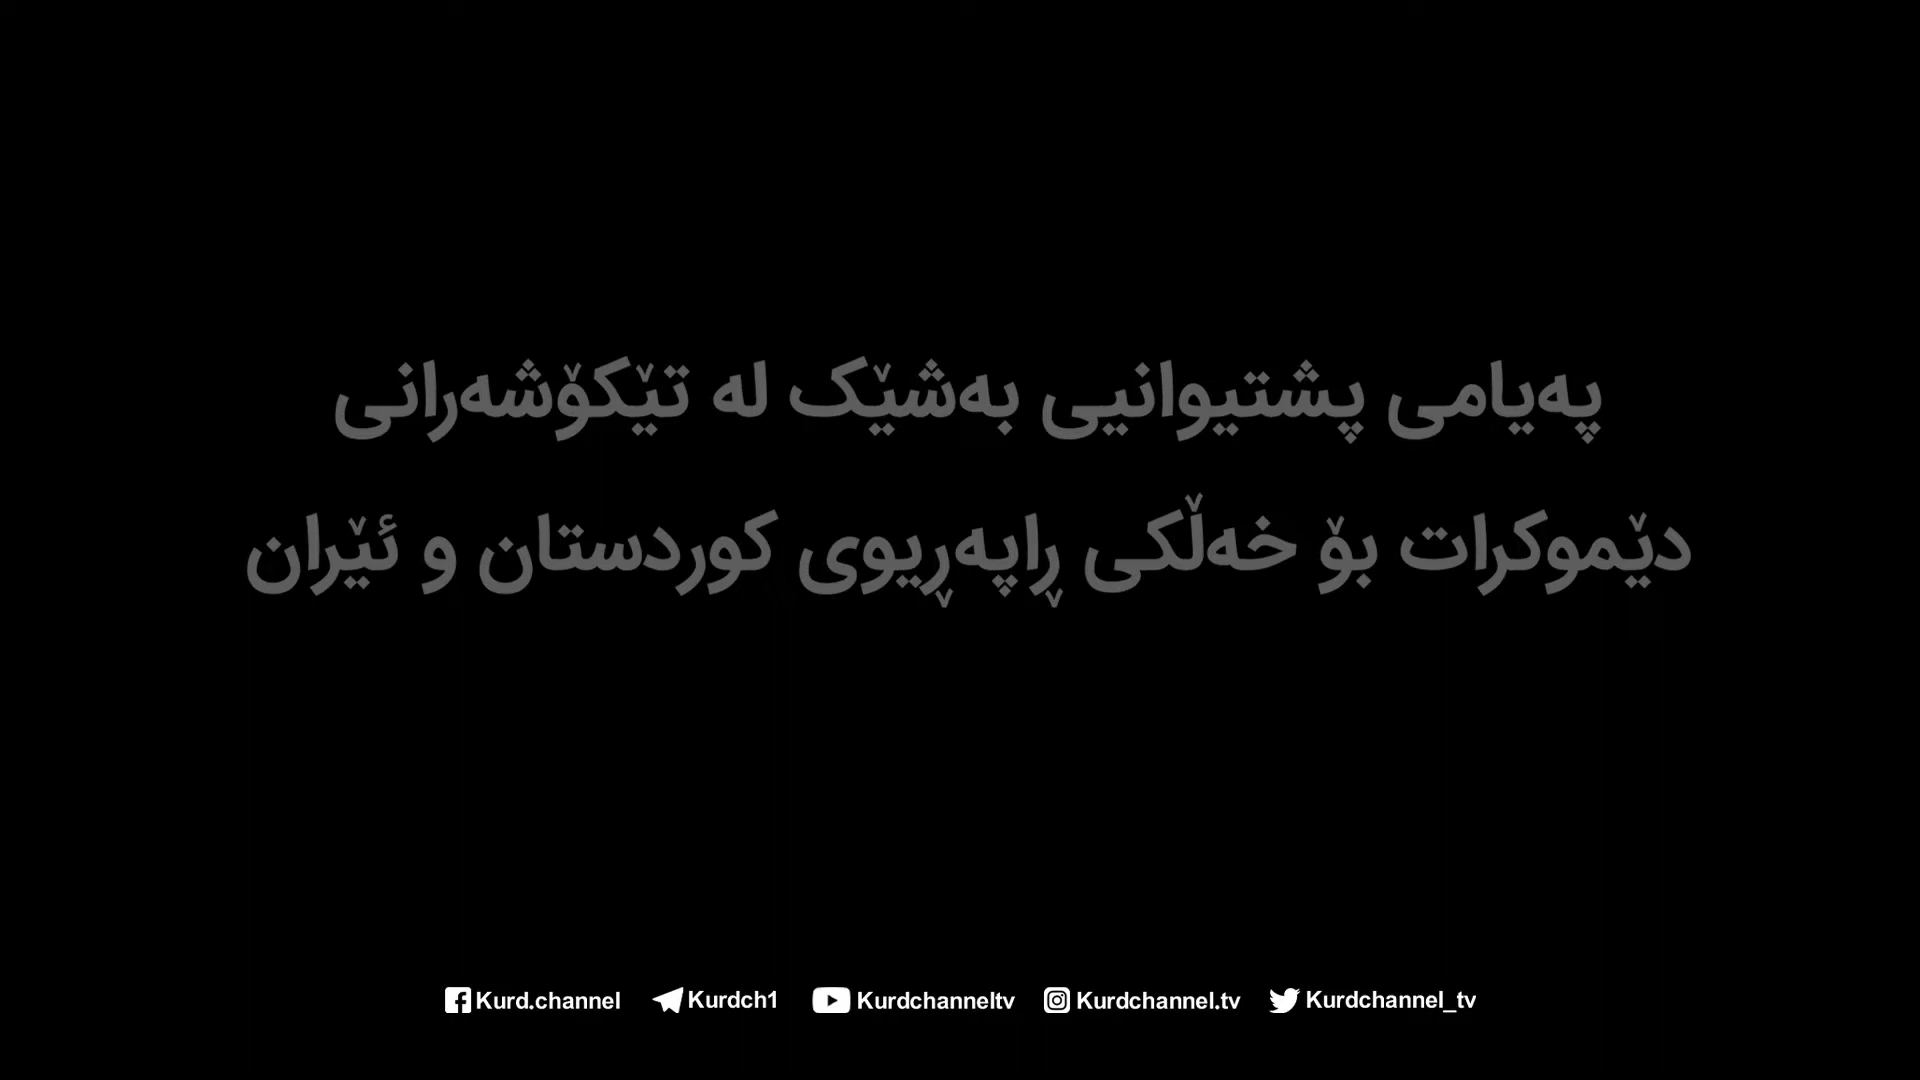 پەیامی پشتیوانیی بەشێک لە تێکۆشەرانی
دێموکرات بۆ خەڵکی ڕاپەڕیوی کوردستان و ئێران
Kurd.channel Kurdch1 Kurdchanneltv Kurdchannel.tv Kurdchannel_tv